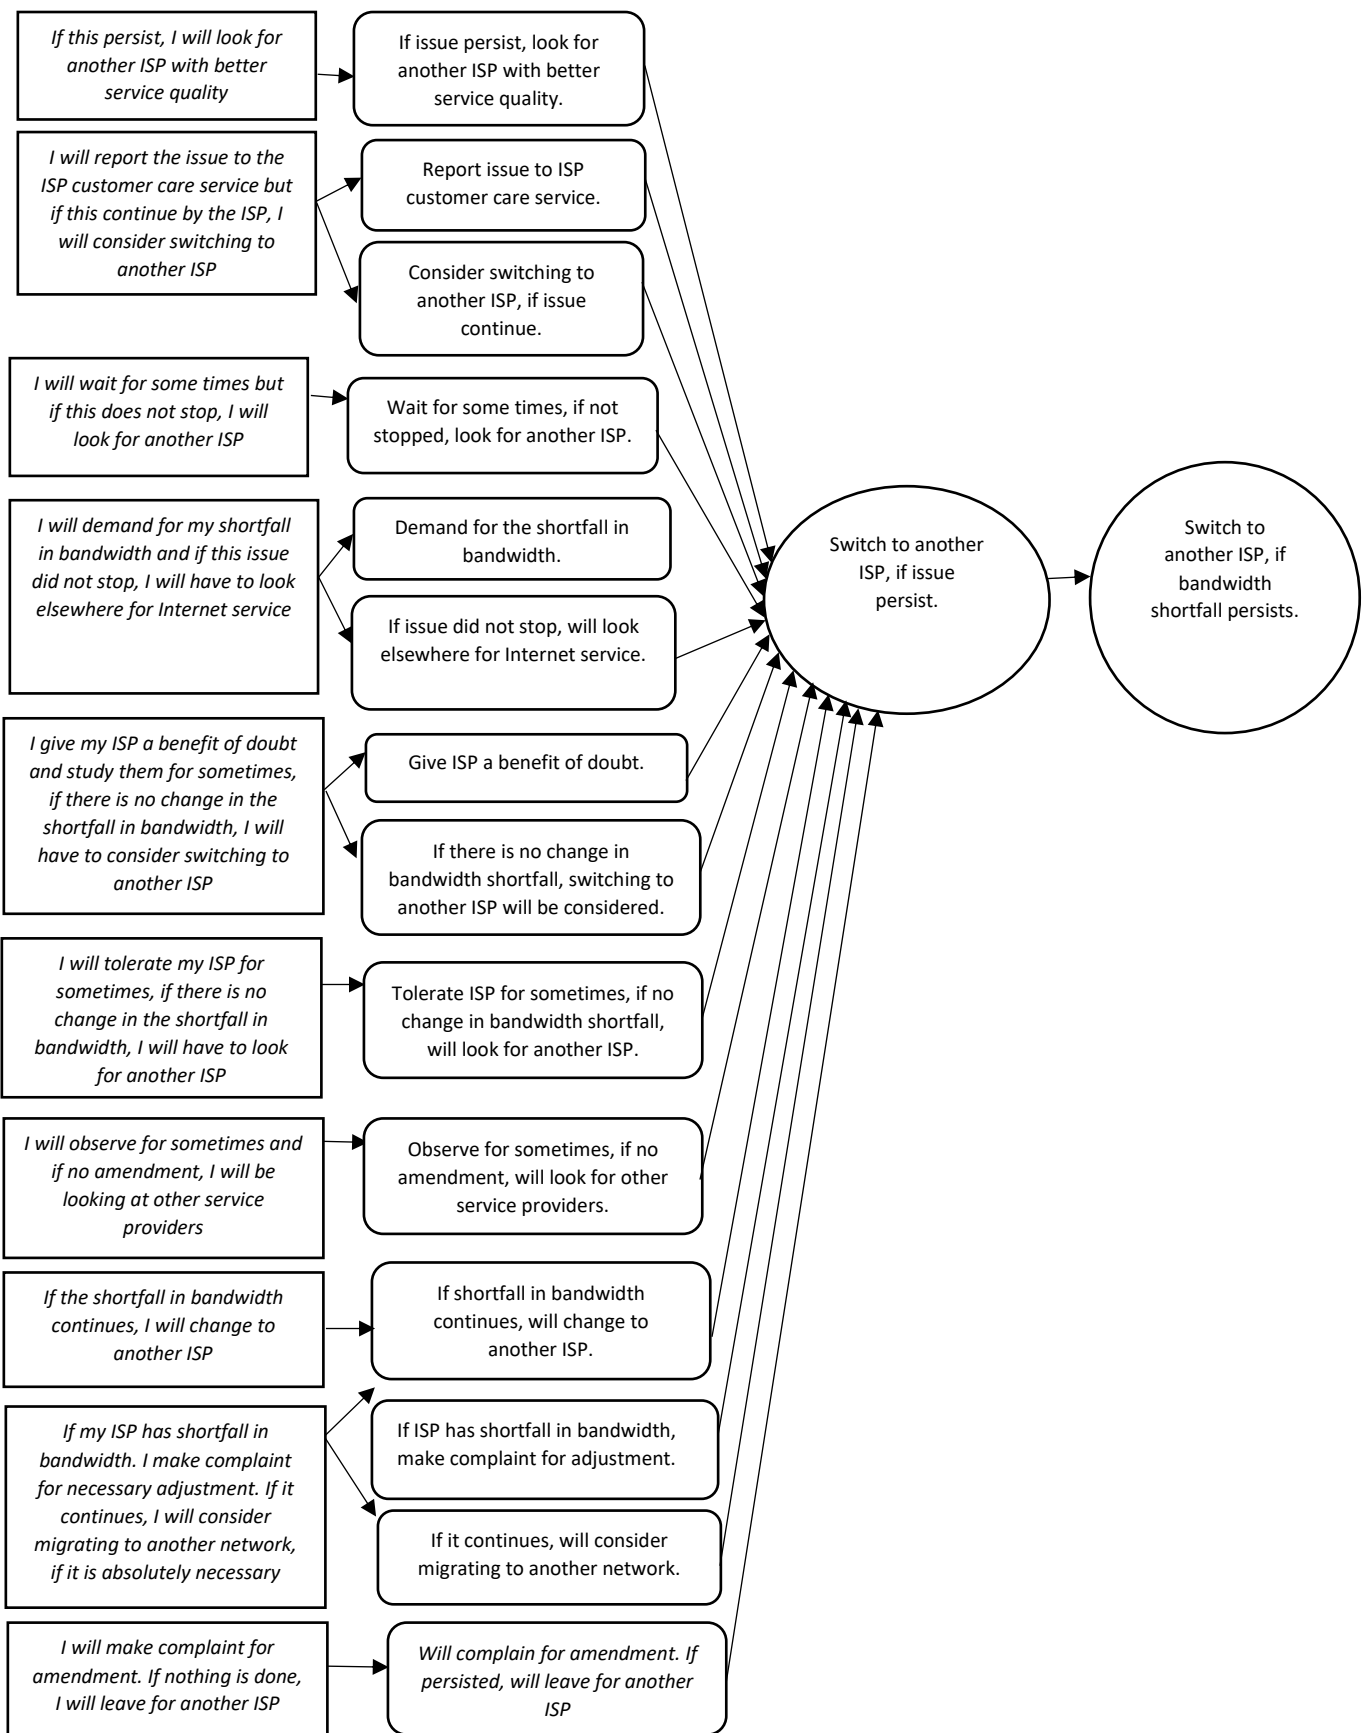 If this persist, I will look for
another ISP with better
service quality
If issue persist, look for
another ISP with better
service quality.
I will report the issue to the
ISP customer care service but
if this continue by the ISP, I
will consider switching to
another ISP
Report issue to ISP
customer care service.
Consider switching to
another ISP, if issue
continue.
I will wait for some times but
if this does not stop, I will
look for another ISP
Wait for some times, if not
stopped, look for another ISP.
I will demand for my shortfall
in bandwidth and if this issue
did not stop, I will have to look
elsewhere for Internet service
Demand for the shortfall in
bandwidth.
If issue did not stop, will look
elsewhere for Internet service.
I give my ISP a benefit of doubt
and study them for sometimes,
if there is no change in the
shortfall in bandwidth, I will
have to consider switching to
another ISP
Give ISP a benefit of doubt.
If there is no change in
bandwidth shortfall, switching to
another ISP will be considered.
I will tolerate my ISP for
sometimes, if there is no
change in the shortfall in
bandwidth, I will have to look
for another ISP
Tolerate ISP for sometimes, if no
change in bandwidth shortfall,
will look for another ISP.
I will observe for sometimes and
if no amendment, I will be
looking at other service
providers
Observe for sometimes, if no
amendment, will look for other
service providers.
If the shortfall in bandwidth
continues, I will change to
another ISP
If shortfall in bandwidth
continues, will change to
another ISP.
If my ISP has shortfall in
bandwidth. I make complaint
for necessary adjustment. If it
continues, I will consider
migrating to another network,
if it is absolutely necessary
If ISP has shortfall in bandwidth,
make complaint for adjustment.
If it continues, will consider
migrating to another network.
I will make complaint for
amendment. If nothing is done,
I will leave for another ISP
Will complain for amendment. If
persisted, will leave for another
ISP
Switch to another
ISP, if issue
persist.
Switch to
another ISP, if
bandwidth
shortfall persists.